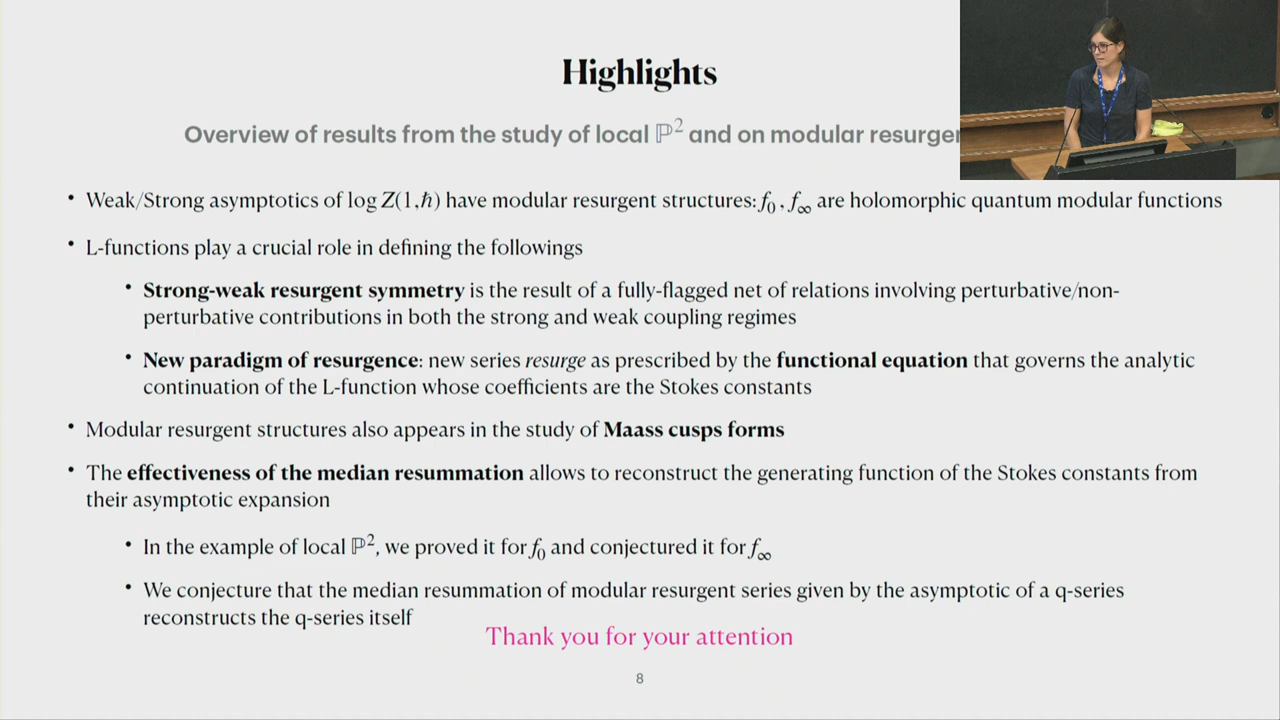 Highlights
Overview of results from the study of local ℙ² and on modular
• Weak/Strong asymptotics of log Z(1,ℏ) have modular resurgent structures: f₀, f∞ are holomorphic quantum modular functions
• L-functions play a crucial role in defining the followings
• Strong-weak resurgent symmetry is the result of a fully-flagged net of relations involving perturbative/non-
perturbative contributions in both the strong and weak coupling regimes
• New paradigm of resurgence: new series resurge as prescribed by the functional equation that governs the analytic
continuation of the L-function whose coefficients are the Stokes constants
• Modular resurgent structures also appears in the study of Maass cusps forms
• The effectiveness of the median resummation allows to reconstruct the generating function of the Stokes constants from
their asymptotic expansion
• In the example of local ℙ², we proved it for f₀ and conjectured it for f∞
• We conjecture that the median resummation of modular resurgent series given by the asymptotic of a q-series
reconstructs the q-series itself
Thank you for your attention
8